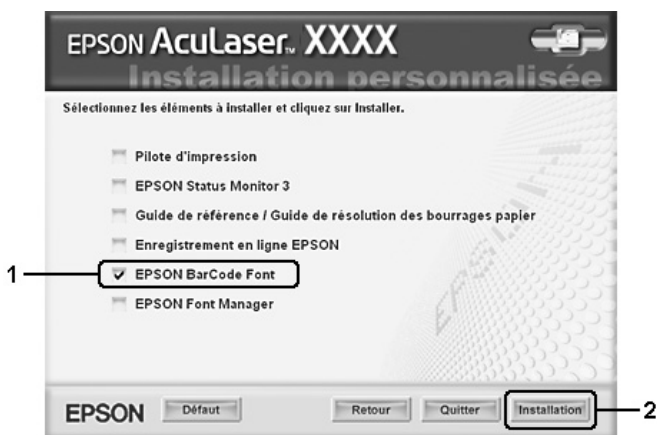 EPSON AcuLaser™ XXXX
Installation personnalisée
Sélectionnez les éléments à installer et cliquez sur Installer.
Pilote d'impression
EPSON Status Monitor 3
Guide de référence / Guide de résolution des bourrages papier
Enregistrement en ligne EPSON
1
EPSON BarCode Font
EPSON Font Manager
EPSON
EPSON Défaut Retour Quitter Installation 2